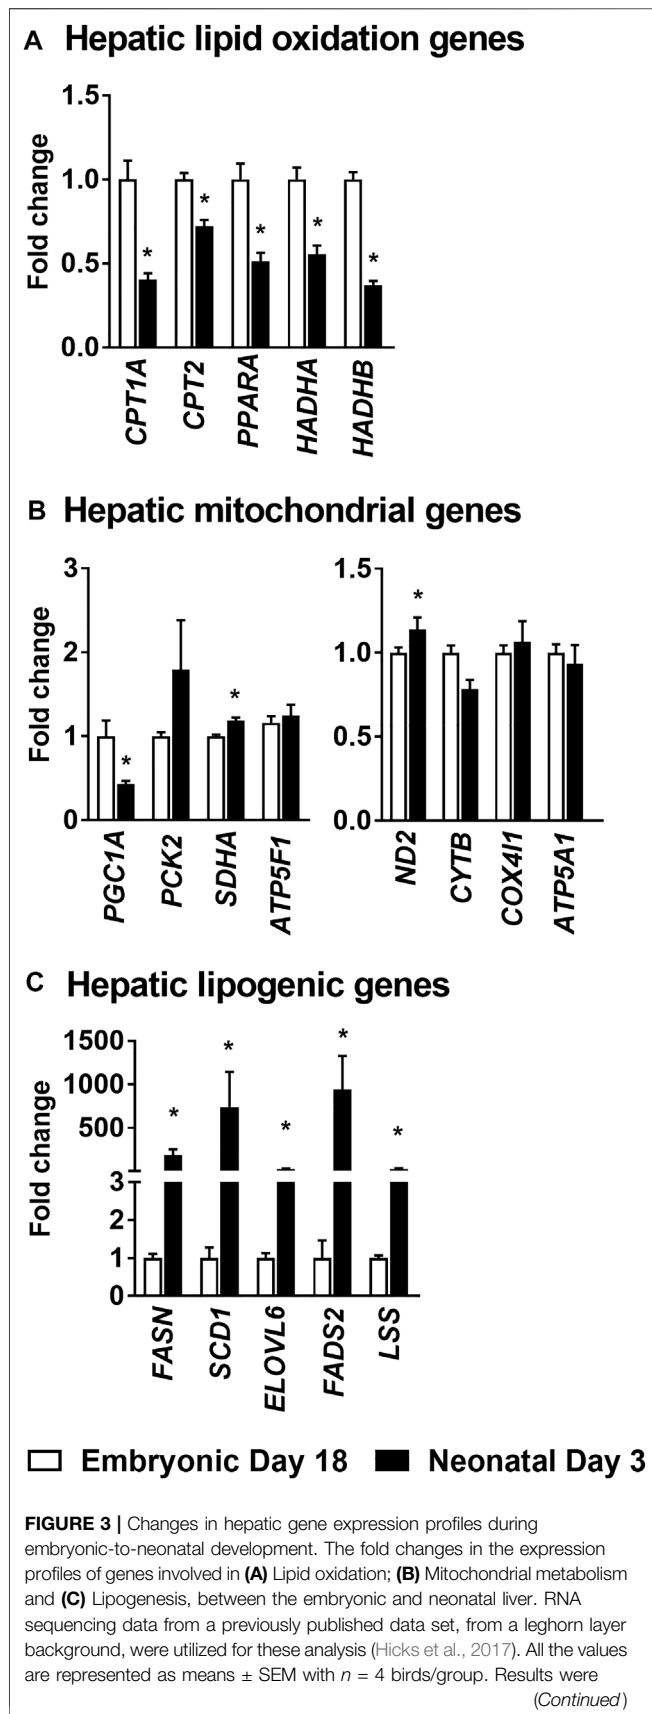 A Hepatic lipid oxidation genes
Fold change
1.5
1.0
0.5
0.0
*
*
*
*
*
CPT1A
CPT2
PPARA
HADHA
HADHB
B Hepatic mitochondrial genes
Fold change
3
2
1
0
*
*
PGC1A
PCK2
SDHA
ATP5F1
1.5
1.0
0.5
0.0
*
ND2
CYTB
COX4I1
ATP5A1
C Hepatic lipogenic genes
Fold change
1500
1000
500
3
2
1
0
*
*
*
*
*
FASN
SCD1
ELOVL6
FADS2
LSS
Embryonic Day 18 Neonatal Day 3
FIGURE 3 | Changes in hepatic gene expression profiles during
embryonic-to-neonatal development. The fold changes in the expression
profiles of genes involved in (A) Lipid oxidation; (B) Mitochondrial metabolism
and (C) Lipogenesis, between the embryonic and neonatal liver. RNA
sequencing data from a previously published data set, from a leghorn layer
background, were utilized for these analysis (Hicks et al., 2017). All the values
are represented as means ± SEM with n = 4 birds/group. Results were
(Continued)